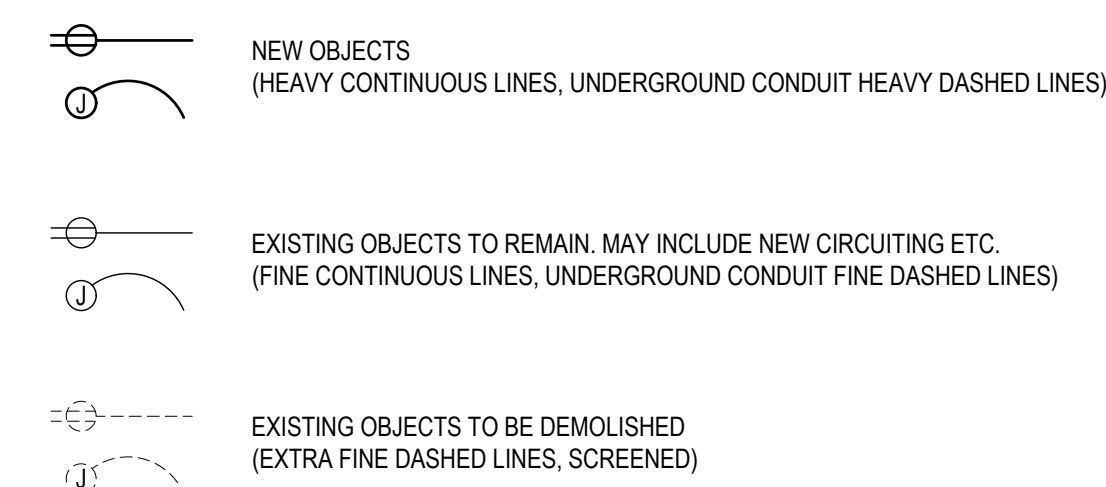 NEW OBJECTS
(HEAVY CONTINUOUS LINES, UNDERGROUND CONDUIT HEAVY DASHED LINES)
J
EXISTING OBJECTS TO REMAIN. MAY INCLUDE NEW CIRCUITING ETC.
(FINE CONTINUOUS LINES, UNDERGROUND CONDUIT FINE DASHED LINES)
J
EXISTING OBJECTS TO BE DEMOLISHED
(EXTRA FINE DASHED LINES, SCREENED)
J